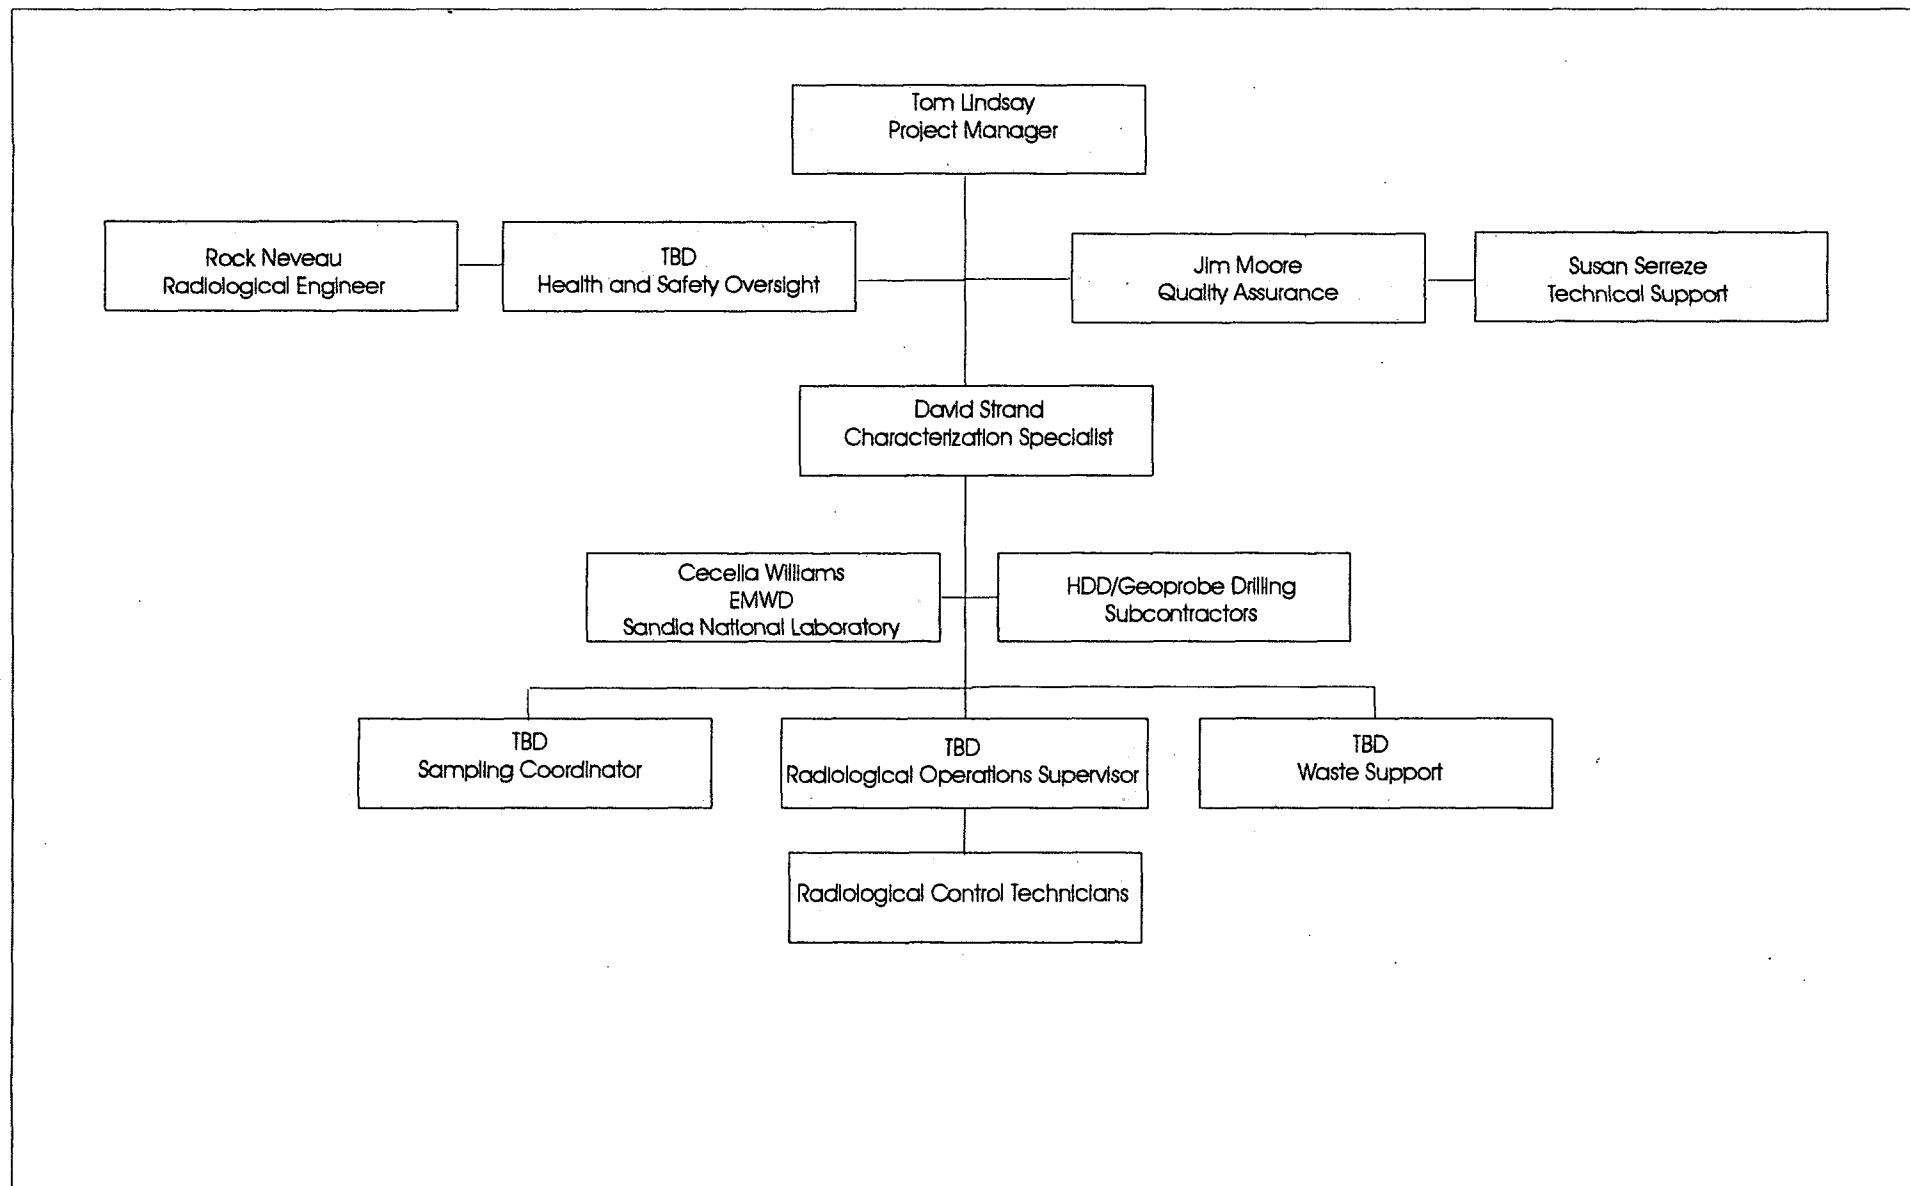 Tom Lindsay
Project Manager
Rock Neveau
Radiological Engineer
TBD
Health and Safety Oversight
Jim Moore
Quality Assurance
Susan Serreze
Technical Support
David Strand
Characterization Specialist
Cecelia Williams
EMWD
Sandia National Laboratory
HDD/Geoprobe Drilling
Subcontractors
TBD
Sampling Coordinator
TBD
Radiological Operations Supervisor
TBD
Waste Support
Radiological Control Technicians